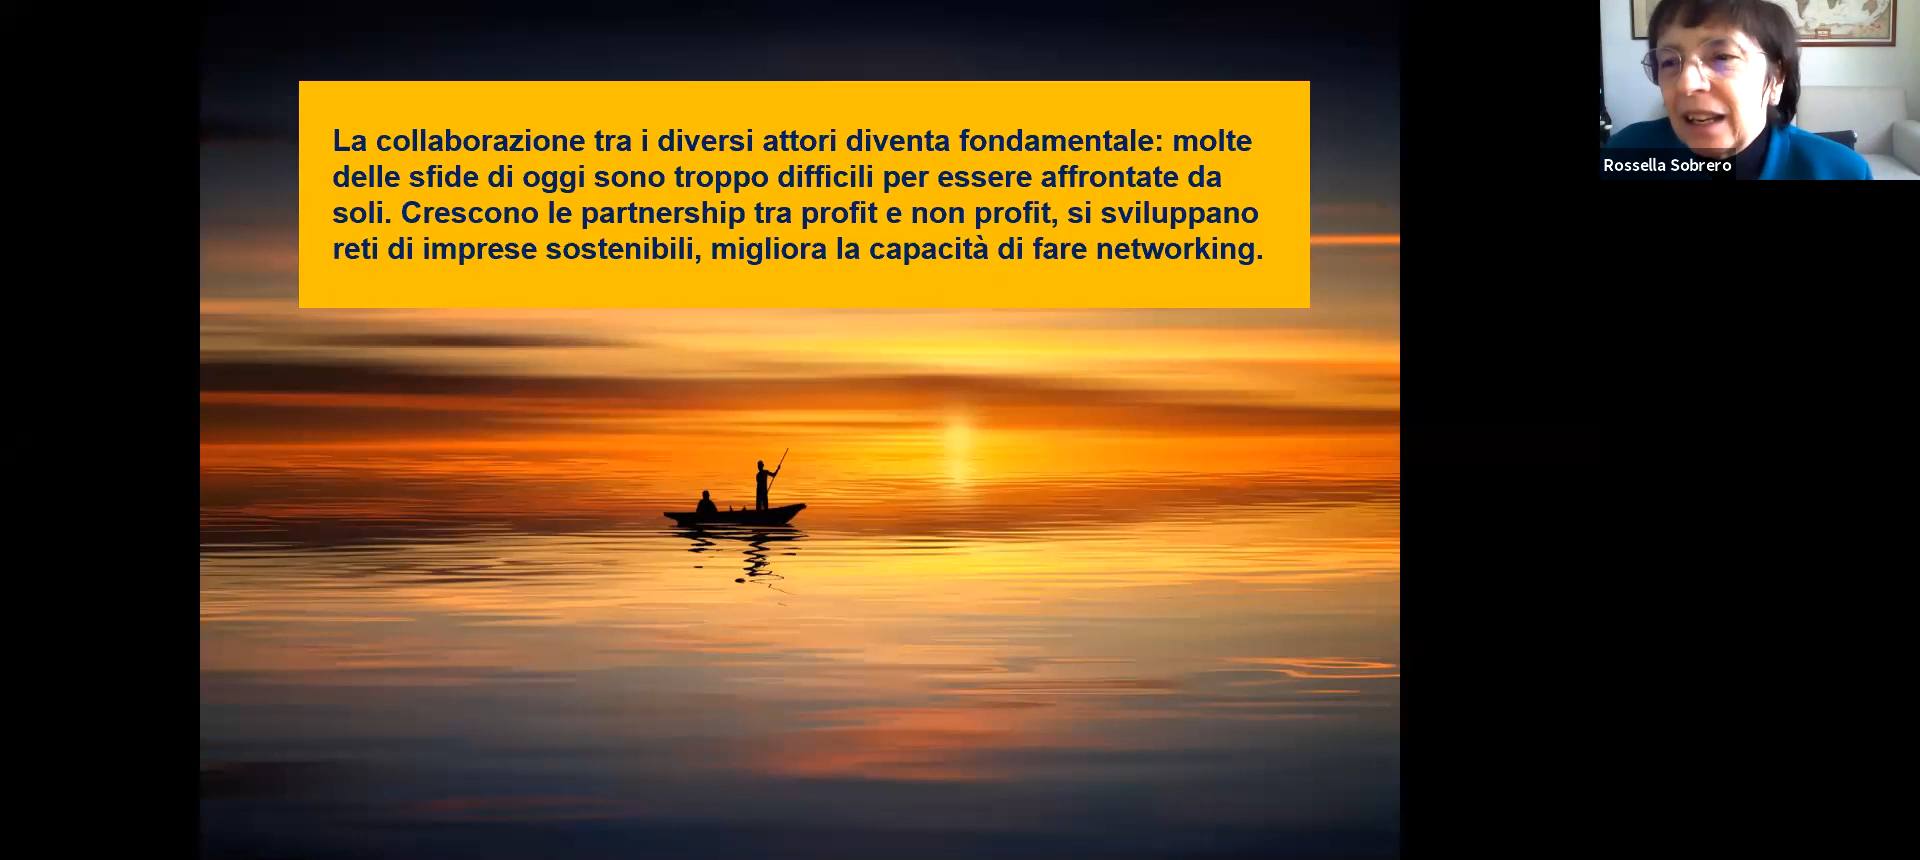 La collaborazione tra i diversi attori diventa fondamentale: molte
delle sfide di oggi sono troppo difficili per essere affrontate da
soli. Crescono le partnership tra profit e non profit, si sviluppano
reti di imprese sostenibili, migliora la capacità di fare networking.
Rossella Sobrero